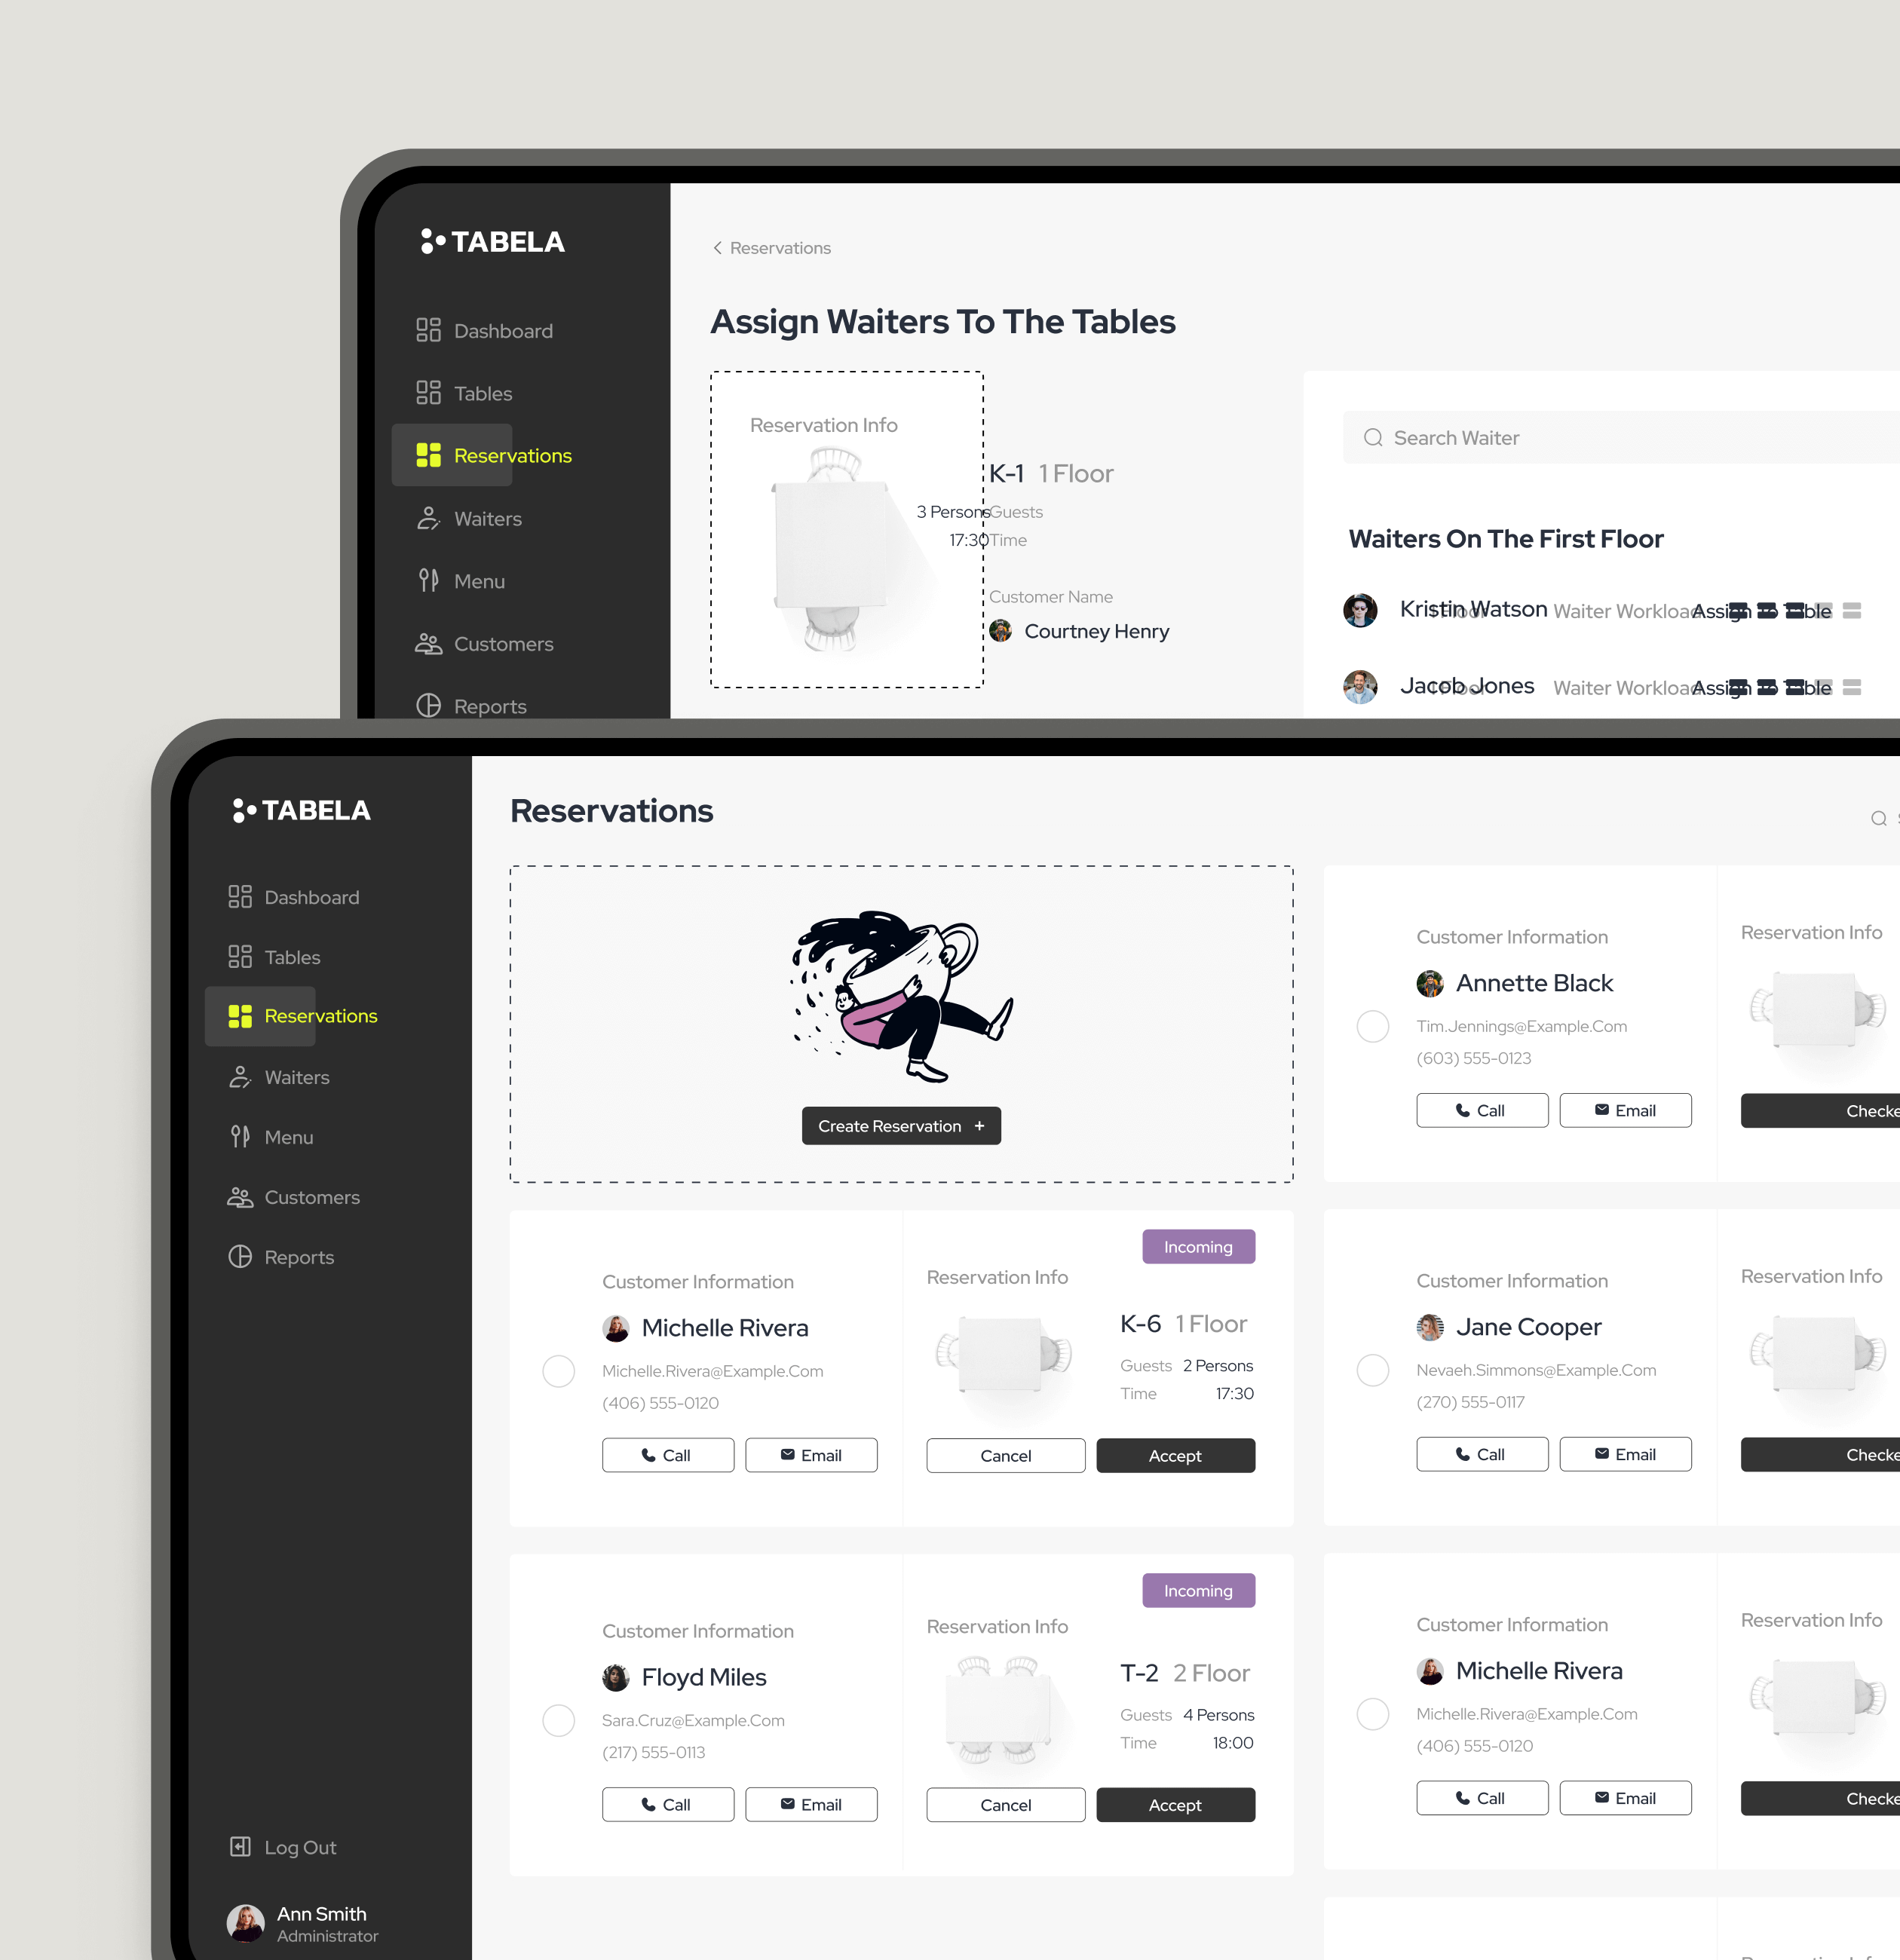 TABELA
Dashboard
Tables
Reservations
Waiters
Menu
Customers
Reports
Reservations
Assign Waiters To The Tables
Reservation Info
K-1 1 Floor
3 Persons Guests
17:30 Time
Customer Name
Courtney Henry
Search Waiter
Waiters On The First Floor
Kristin Watson 1 Floor Waiter Workload Assign To Table
Jacob Jones 1 Floor Waiter Workload Assign To Table
TABELA
Dashboard
Tables
Reservations
Waiters
Menu
Customers
Reports
Log Out
Ann Smith
Administrator
Reservations
Create Reservation +
Customer Information
Annette Black
Tim.Jennings@Example.Com
(603) 555-0123
Call Email
Reservation Info
Incoming
Customer Information
Michelle Rivera
Michelle.Rivera@Example.Com
(406) 555-0120
Call Email
Reservation Info
K-6 1 Floor
Guests 2 Persons
Time 17:30
Cancel Accept
Customer Information
Jane Cooper
Nevaeh.Simmons@Example.Com
(270) 555-0117
Call Email
Reservation Info
Incoming
Customer Information
Floyd Miles
Sara.Cruz@Example.Com
(217) 555-0113
Call Email
Reservation Info
T-2 2 Floor
Guests 4 Persons
Time 18:00
Cancel Accept
Customer Information
Michelle Rivera
Michelle.Rivera@Example.Com
(406) 555-0120
Call Email
Reservation Info